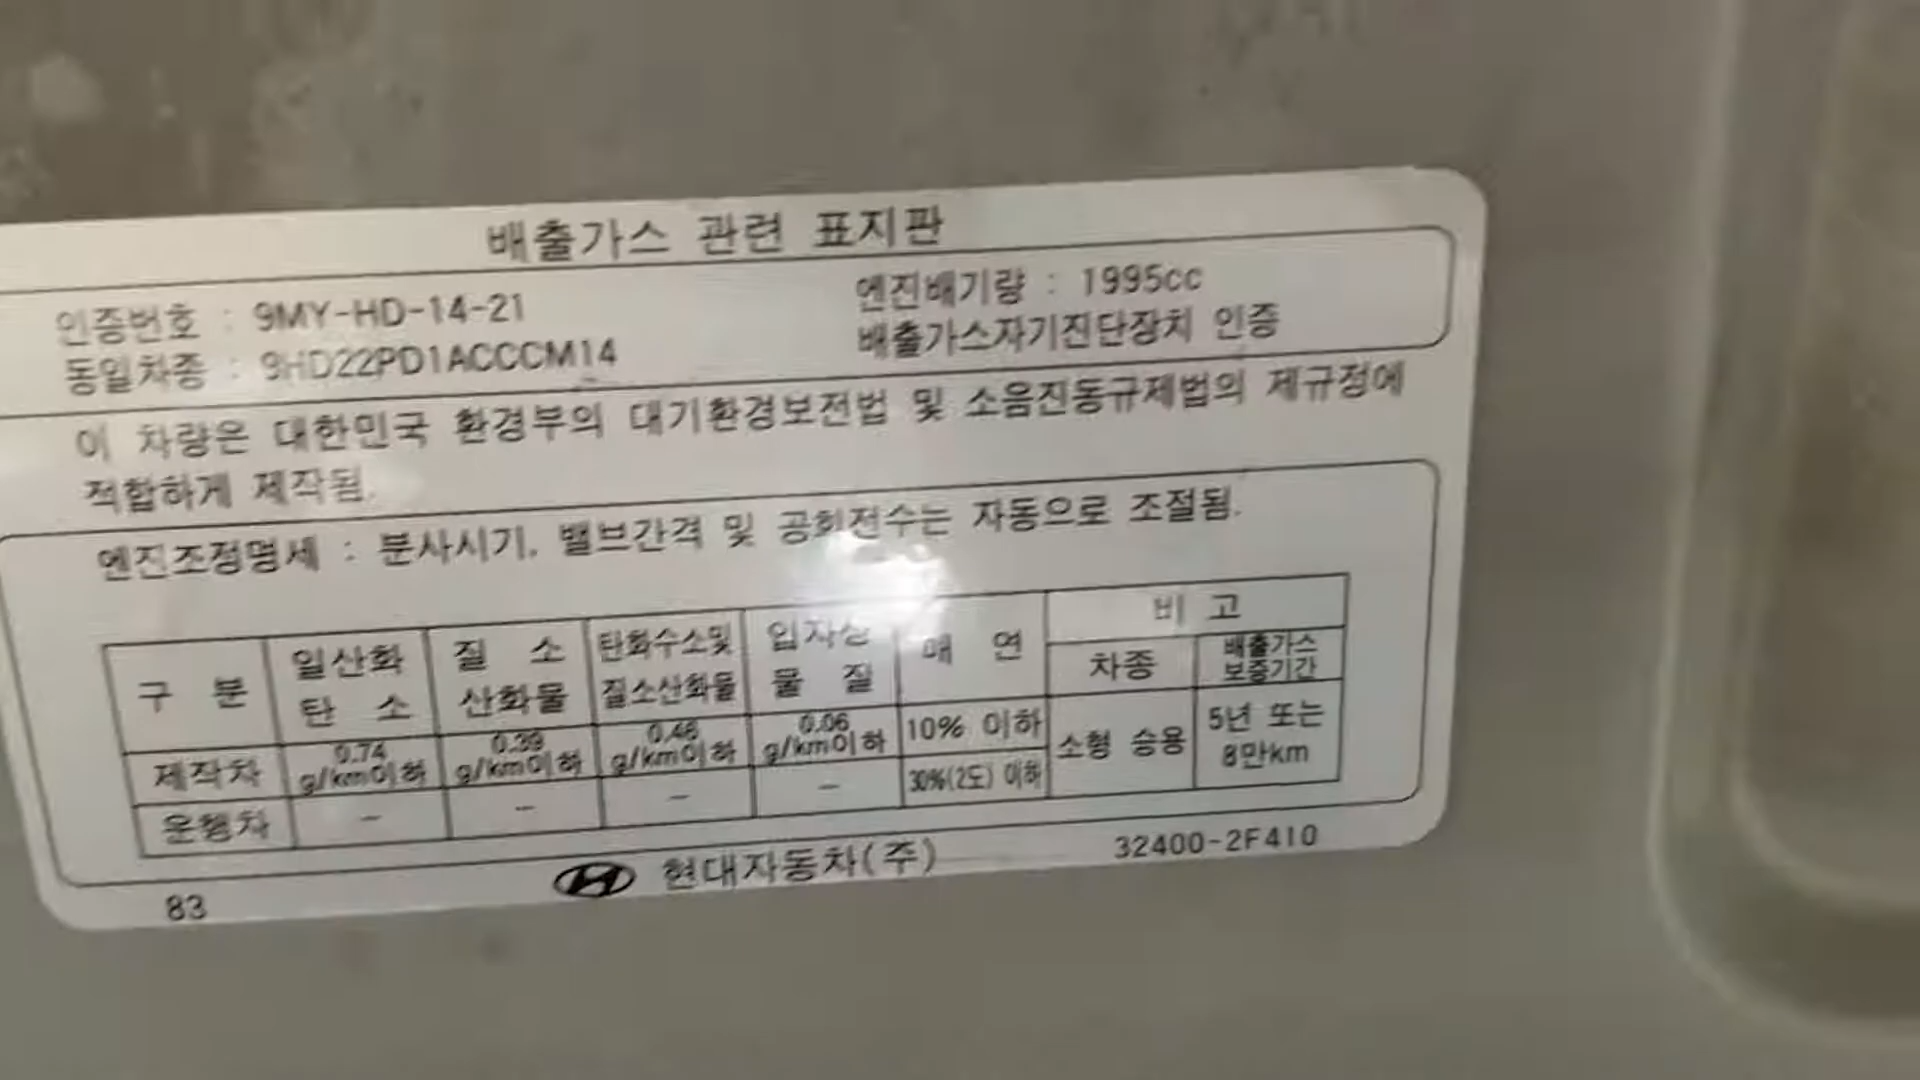 배출가스 관련 표지판
인증번호 : 9MY-HD-14-21
엔진배기량 : 1995cc
동일차종 : 9HD22PD1ACCCM14
배출가스자기진단장치 인증
이 차량은 대한민국 환경부의 대기환경보전법 및 소음진동규제법의 제규정에
적합하게 제작됨.
엔진조정명세 : 분사시기, 밸브간격 및 공회전수는 자동으로 조절됨.
구 분 일산화 탄소 질 소 산화물 탄화수소및 질소산화물 입자상 물 질 매 연 비 고
차종 배출가스 보증기간
제작차 0.74 g/km이하 0.39 g/km이하 0.46 g/km이하 0.06 g/km이하 10% 이하 소형 승용 5년 또는 8만km
운행차 - - - - 30%(2도) 이하
현대자동차(주)
32400-2F410
83